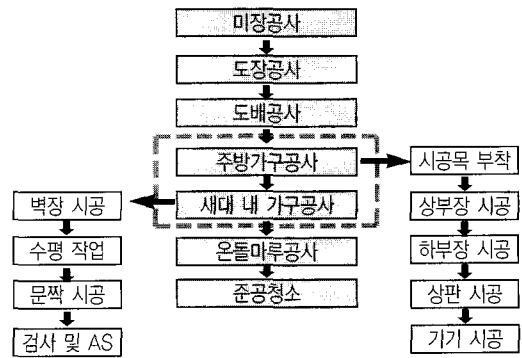 미장공사
도장공사
도배공사
주방가구공사
새대 내 가구공사
온돌마루공사
준공청소
벽장 시공
수평 작업
문짝 시공
검사 및 AS
시공목 부착
상부장 시공
하부장 시공
상판 시공
기기 시공